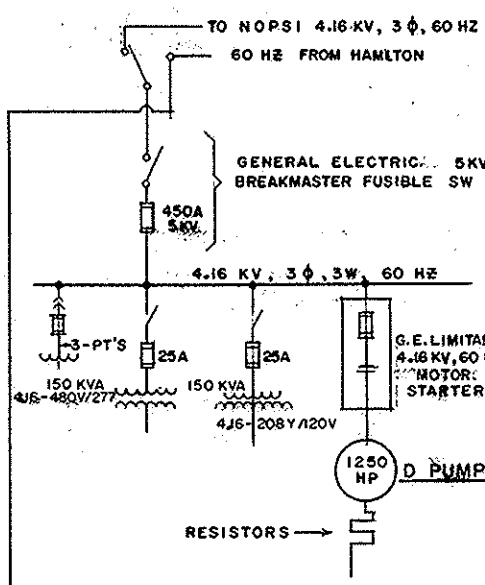 TO NOPSI 4.16 KV, 3 ϕ, 60 HZ
60 HZ FROM HAMLTON
GENERAL ELECTRIC 5KV
BREAKMASTER FUSIBLE SW
450A
5KV.
4.16 KV, 3 ϕ, 3W, 60 HZ
3-PT'S
25A
25A
G.E. LIMITA
4.16 KV, 60
MOTOR
STARTER
150 KVA
4.16-480V/277
150 KVA
4.16-208Y/120V
1250
HP
D PUMP
RESISTORS